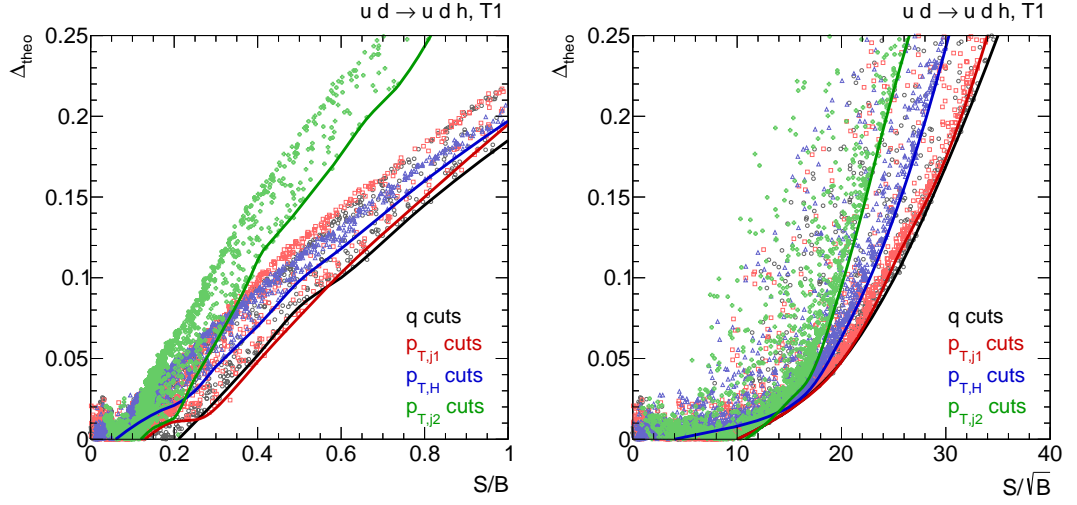 u d → u d h, T1
Δtheo
0.25
0.2
0.15
0.1
0.05
0
q cuts
pT,j1 cuts
pT,H cuts
pT,j2 cuts
0 0.2 0.4 0.6 0.8 1
S/B
u d → u d h, T1
Δtheo
0.25
0.2
0.15
0.1
0.05
0
q cuts
pT,j1 cuts
pT,H cuts
pT,j2 cuts
0 10 20 30 40
S/√B